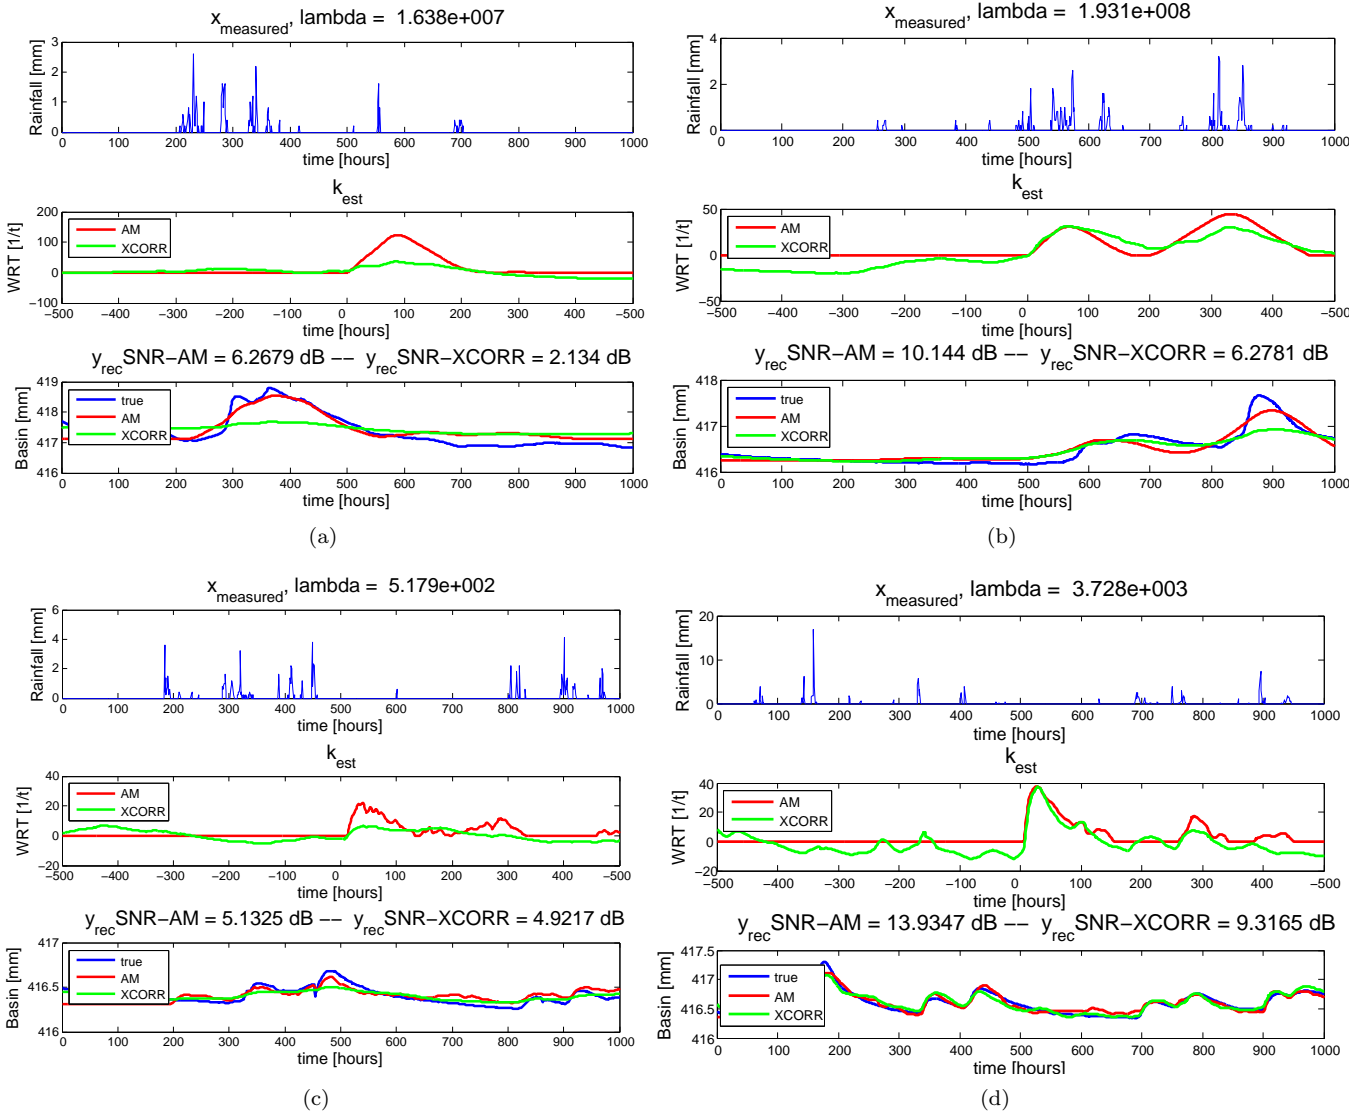 x_measured, lambda = 1.638e+007
Rainfall [mm]
3
2
1
0
0 100 200 300 400 500 600 700 800 900 1000
time [hours]
k_est
WRT [1/t]
200
100
0
−100
AM
XCORR
−500 −400 −300 −200 −100 0 100 200 300 400 −500
time [hours]
y_rec SNR−AM = 6.2679 dB −− y_rec SNR−XCORR = 2.134 dB
Basin [mm]
419
418
417
416
true
AM
XCORR
0 100 200 300 400 500 600 700 800 900 1000
time [hours]
(a)
x_measured, lambda = 1.931e+008
Rainfall [mm]
4
2
0
0 100 200 300 400 500 600 700 800 900 1000
time [hours]
k_est
WRT [1/t]
50
0
−50
AM
XCORR
−500 −400 −300 −200 −100 0 100 200 300 400 −500
time [hours]
y_rec SNR−AM = 10.144 dB −− y_rec SNR−XCORR = 6.2781 dB
Basin [mm]
418
417
416
true
AM
XCORR
0 100 200 300 400 500 600 700 800 900 1000
time [hours]
(b)
x_measured, lambda = 5.179e+002
Rainfall [mm]
6
4
2
0
0 100 200 300 400 500 600 700 800 900 1000
time [hours]
k_est
WRT [1/t]
40
20
0
−20
AM
XCORR
−500 −400 −300 −200 −100 0 100 200 300 400 −500
time [hours]
y_rec SNR−AM = 5.1325 dB −− y_rec SNR−XCORR = 4.9217 dB
Basin [mm]
417
416.5
416
true
AM
XCORR
0 100 200 300 400 500 600 700 800 900 1000
time [hours]
(c)
x_measured, lambda = 3.728e+003
Rainfall [mm]
20
10
0
0 100 200 300 400 500 600 700 800 900 1000
time [hours]
k_est
WRT [1/t]
40
20
0
−20
AM
XCORR
−500 −400 −300 −200 −100 0 100 200 300 400 −500
time [hours]
y_rec SNR−AM = 13.9347 dB −− y_rec SNR−XCORR = 9.3165 dB
Basin [mm]
417.5
417
416.5
416
true
AM
XCORR
0 100 200 300 400 500 600 700 800 900 1000
time [hours]
(d)